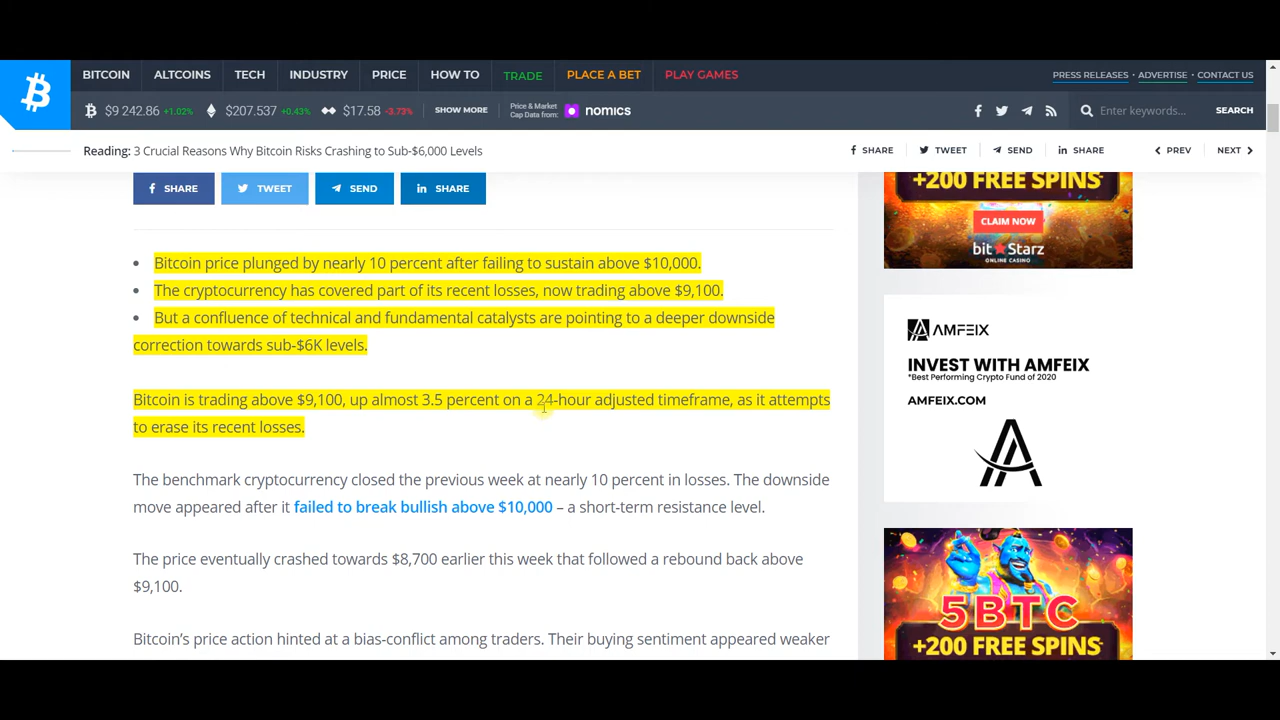 BITCOIN ALTCOINS TECH INDUSTRY PRICE HOW TO TRADE PLACE A BET PLAY GAMES PRESS RELEASES • ADVERTISE • CONTACT US
$9 242.86 +1.02% $207.537 +0.43% $17.58 -3.73% SHOW MORE Price & Market Cap Data from: nomics Enter keywords... SEARCH
Reading: 3 Crucial Reasons Why Bitcoin Risks Crashing to Sub-$6,000 Levels SHARE TWEET SEND SHARE PREV NEXT
SHARE TWEET SEND SHARE
• Bitcoin price plunged by nearly 10 percent after failing to sustain above $10,000.
• The cryptocurrency has covered part of its recent losses, now trading above $9,100.
• But a confluence of technical and fundamental catalysts are pointing to a deeper downside
correction towards sub-$6K levels.
Bitcoin is trading above $9,100, up almost 3.5 percent on a 24-hour adjusted timeframe, as it attempts
to erase its recent losses.
The benchmark cryptocurrency closed the previous week at nearly 10 percent in losses. The downside
move appeared after it failed to break bullish above $10,000 – a short-term resistance level.
The price eventually crashed towards $8,700 earlier this week that followed a rebound back above
$9,100.
Bitcoin's price action hinted at a bias-conflict among traders. Their buying sentiment appeared weaker
+200 FREE SPINS
CLAIM NOW
bitStarz
ONLINE CASINO
AMFEIX
INVEST WITH AMFEIX
*Best Performing Crypto Fund of 2020
AMFEIX.COM
5BTC
+200 FREE SPINS